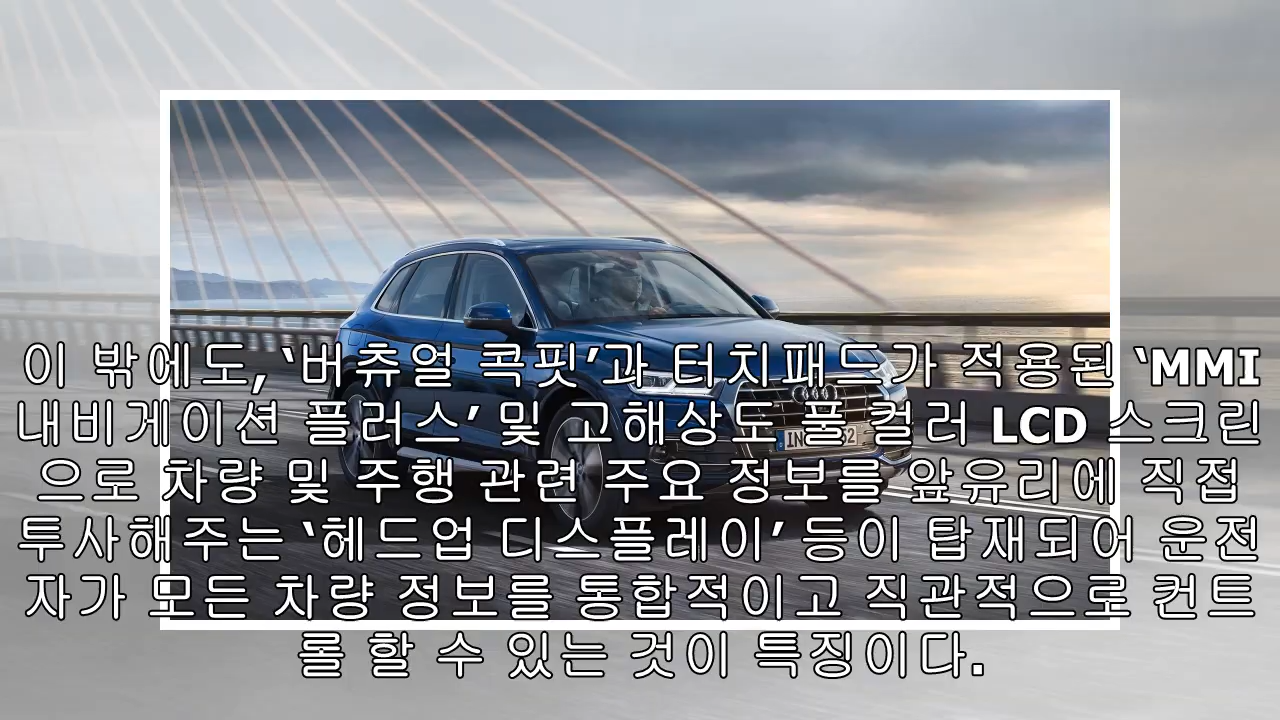 이 밖에도, ‘버츄얼 콕핏’과 터치패드가 적용된 ‘MMI
내비게이션 플러스’ 및 고해상도 풀 컬러 LCD 스크린
으로 차량 및 주행 관련 주요 정보를 앞유리에 직접
투사해주는 ‘헤드업 디스플레이’ 등이 탑재되어 운전
자가 모든 차량 정보를 통합적이고 직관적으로 컨트
롤 할 수 있는 것이 특징이다.